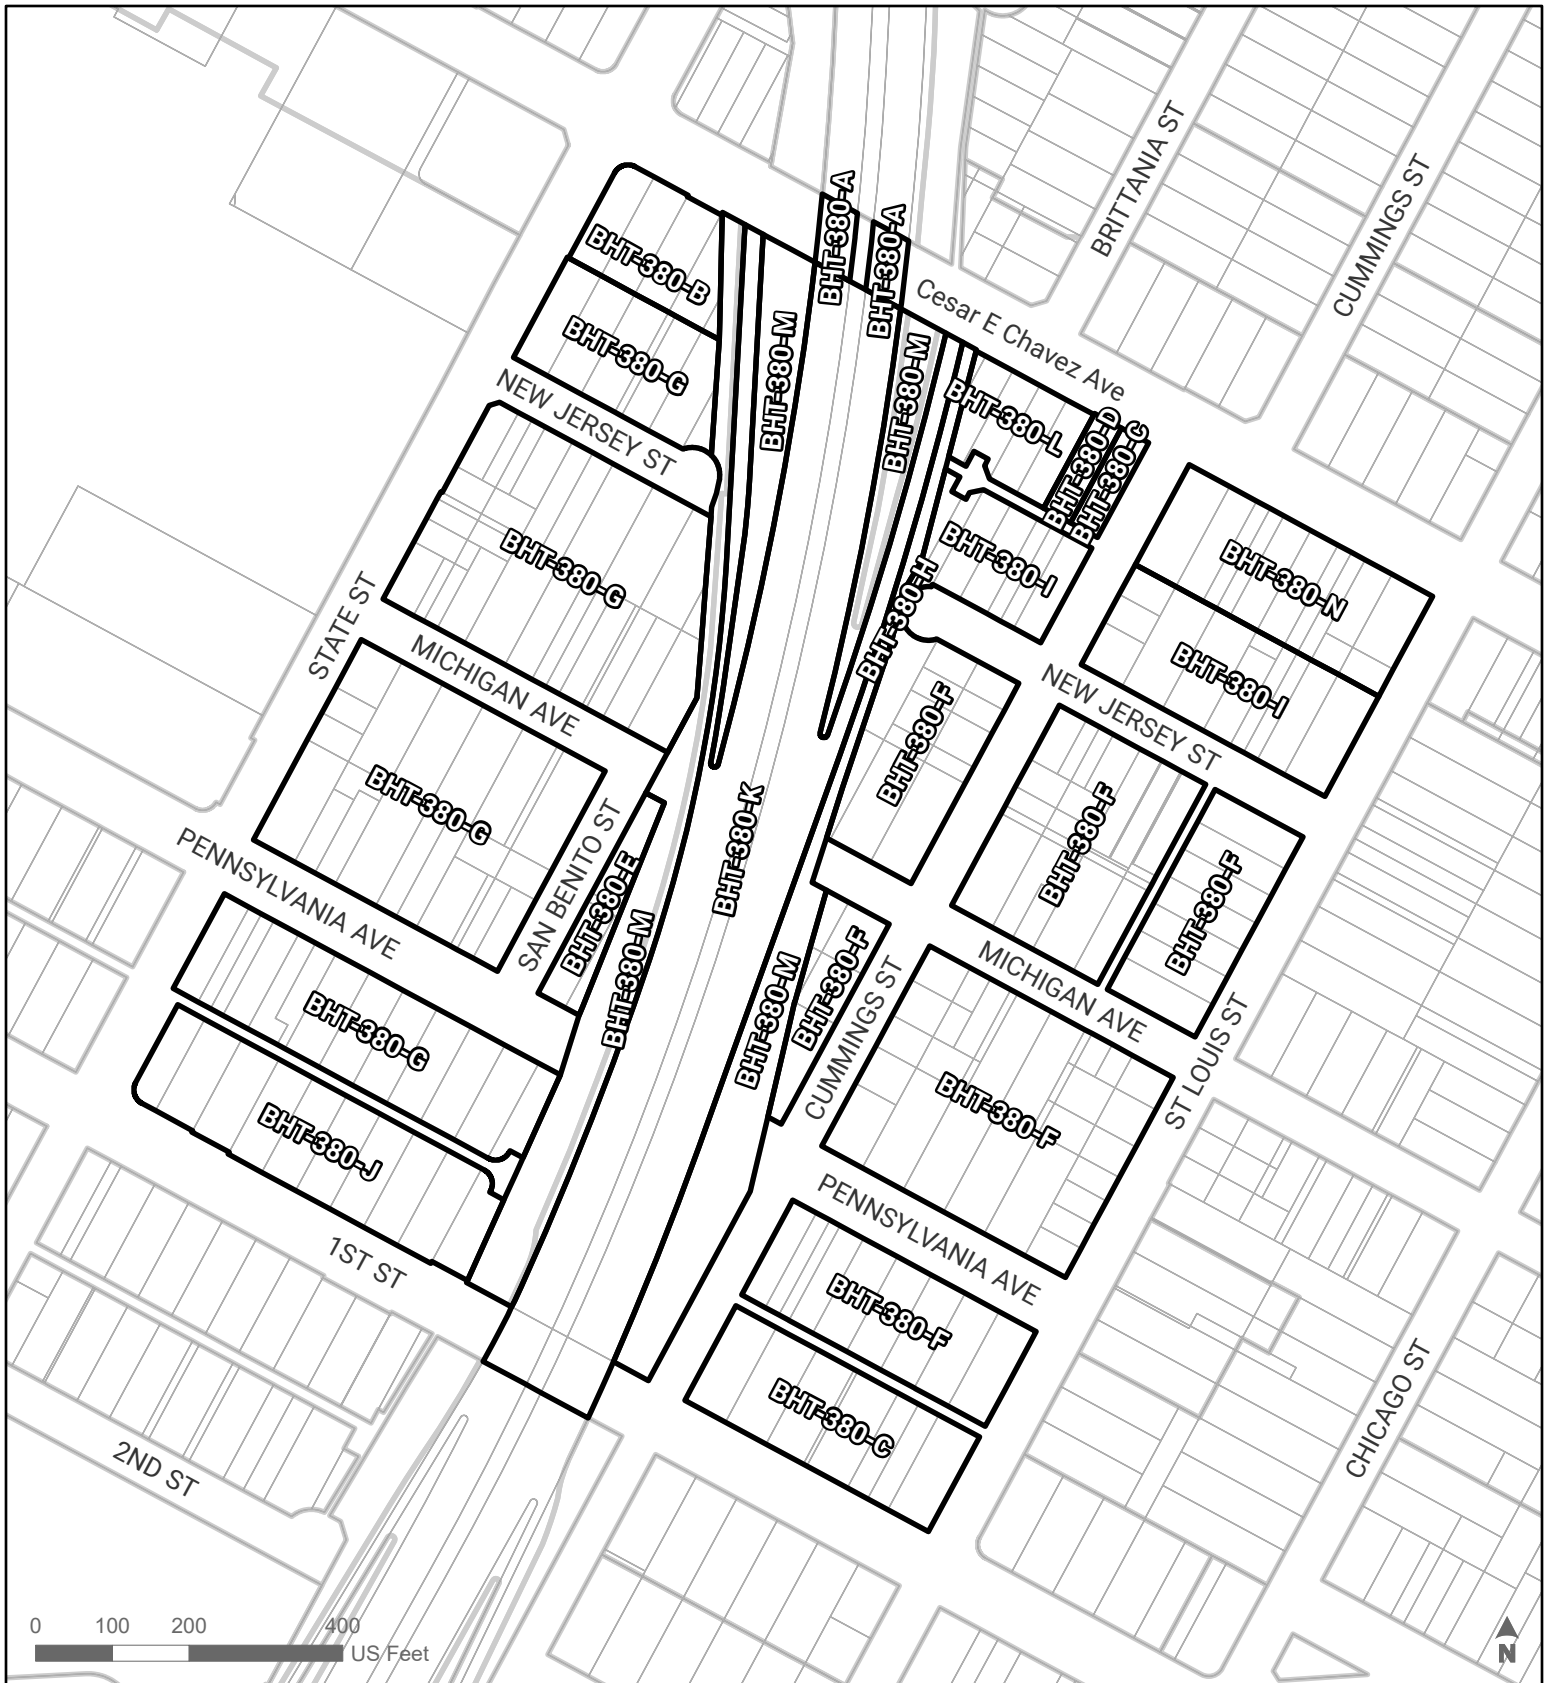 BRITTANIA ST
CUMMINGS ST
BHT-380-A
BHT-380-A
BHT-380-B
BHT-380-G
BHT-380-M
BHT-380-M
Cesar E Chavez Ave
BHT-380-L
BHT-380-D
BHT-380-C
NEW JERSEY ST
BHT-380-G
BHT-380-H
BHT-380-I
BHT-380-N
BHT-380-I
STATE ST
MICHIGAN AVE
BHT-380-F
NEW JERSEY ST
BHT-380-G
BHT-380-K
BHT-380-F
BHT-380-F
PENNSYLVANIA AVE
SAN BENITO ST
BHT-380-E
BHT-380-M
BHT-380-M
BHT-380-F
CUMMINGS ST
MICHIGAN AVE
ST LOUIS ST
BHT-380-G
BHT-380-F
BHT-380-J
PENNSYLVANIA AVE
1ST ST
BHT-380-F
BHT-380-C
CHICAGO ST
2ND ST
0 100 200 400
US Feet
N